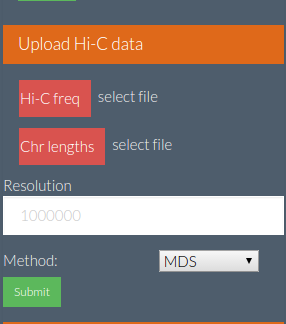 Upload Hi-C data
Hi-C freq select file
Chr lengths select file
Resolution
1000000
Method: MDS
Submit